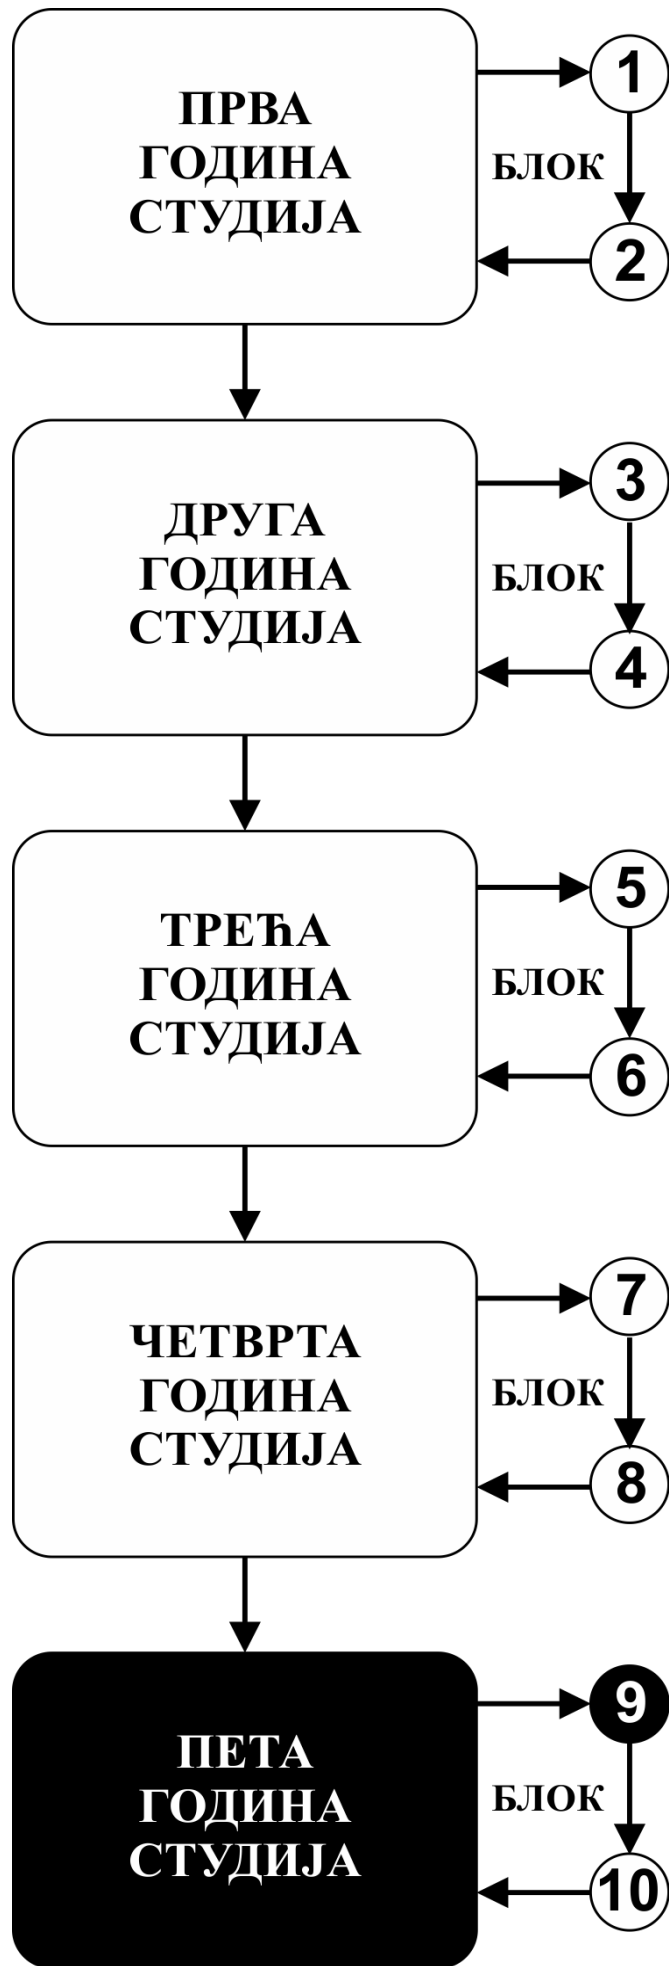 ПРВА
ГОДИНА
СТУДИЈА
1
БЛОК
2
ДРУГА
ГОДИНА
СТУДИЈА
3
БЛОК
4
ТРЕЋА
ГОДИНА
СТУДИЈА
5
БЛОК
6
ЧЕТВРТА
ГОДИНА
СТУДИЈА
7
БЛОК
8
ПЕТА
ГОДИНА
СТУДИЈА
9
БЛОК
10